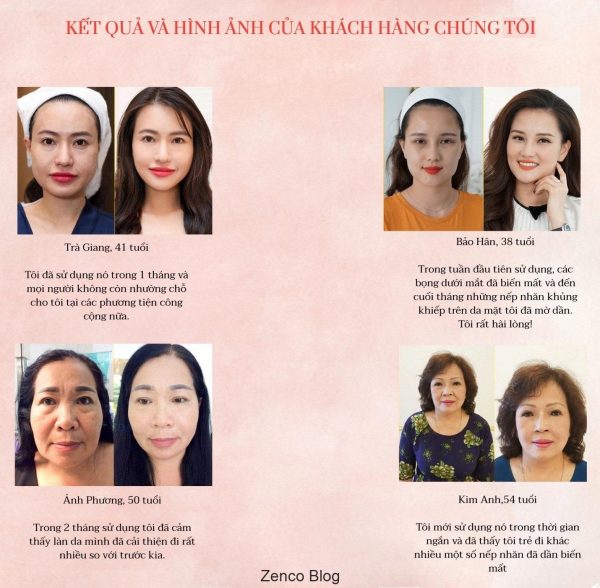 KẾT QUẢ VÀ HÌNH ẢNH CỦA KHÁCH HÀNG CHÚNG TÔI
Trà Giang, 41 tuổi
Tôi đã sử dụng nó trong 1 tháng và
mọi người không còn nhường chỗ
cho tôi tại các phương tiện công
cộng nữa.
Bảo Hân, 38 tuổi
Trong tuần đầu tiên sử dụng, các
bọng dưới mắt đã biến mất và đến
cuối tháng những nếp nhăn khủng
khiếp trên da mặt tôi đã mờ dần.
Tôi rất hài lòng!
Ánh Phương, 50 tuổi
Trong 2 tháng sử dụng tôi đã cảm
thấy làn da mình đã cải thiện đi rất
nhiều so với trước kia.
Kim Anh,54 tuổi
Tôi mới sử dụng nó trong thời gian
ngắn và đã thấy tôi trẻ đi khác
nhiều một số nếp nhăn đã dần biến
mất
Zenco Blog